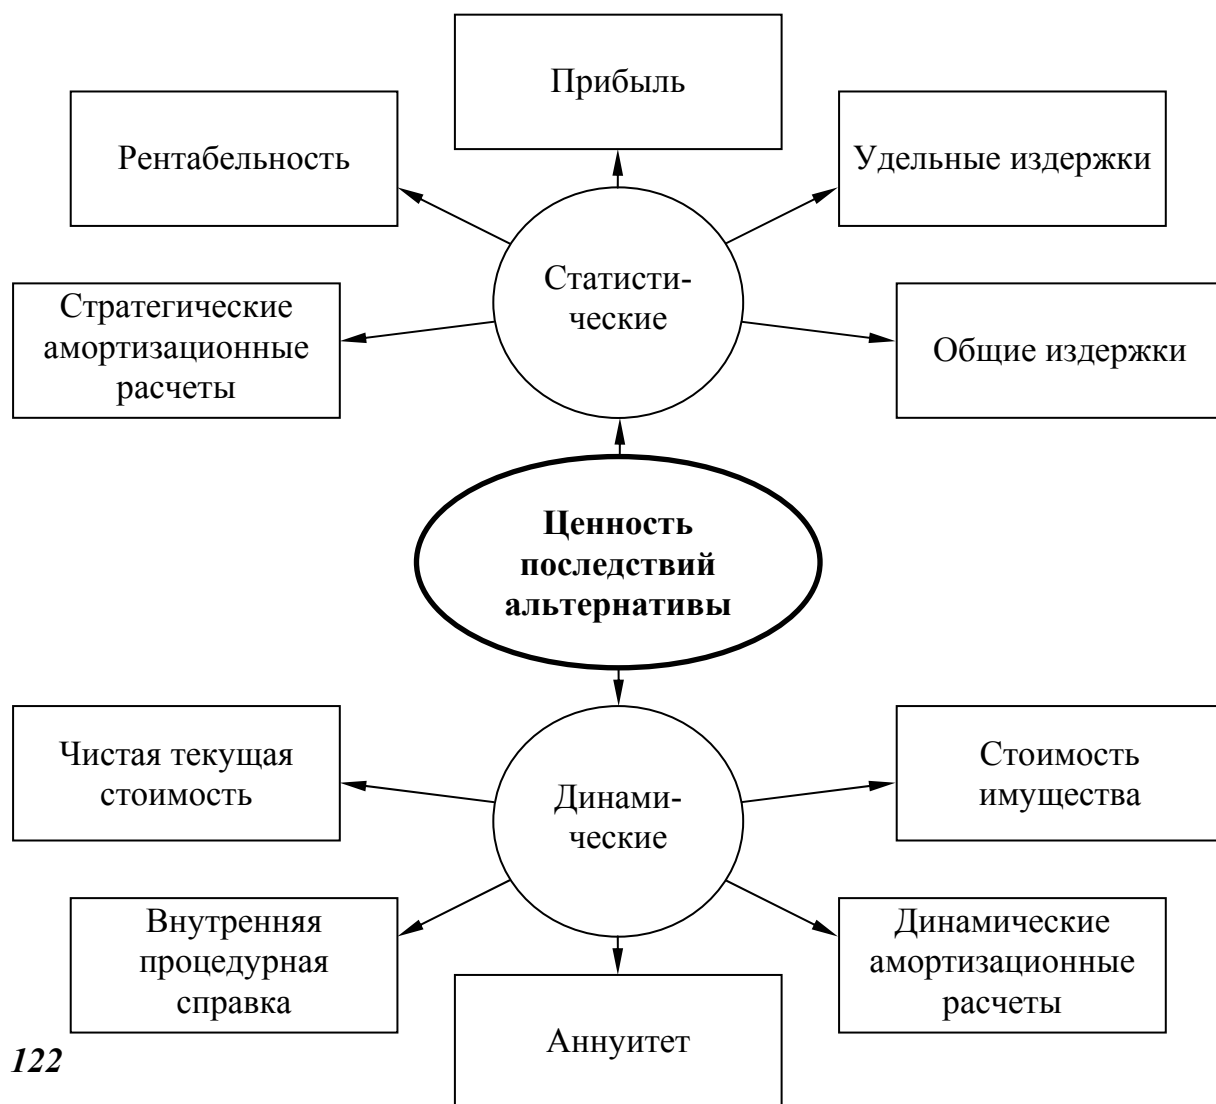 Прибыль
Рентабельность
Удельные издержки
Статисти-
ческие
Стратегические
амортизационные
расчеты
Общие издержки
Ценность
последствий
альтернативы
Чистая текущая
стоимость
Динами-
ческие
Стоимость
имущества
Внутренняя
процедурная
справка
Аннуитет
Динамические
амортизационные
расчеты
122